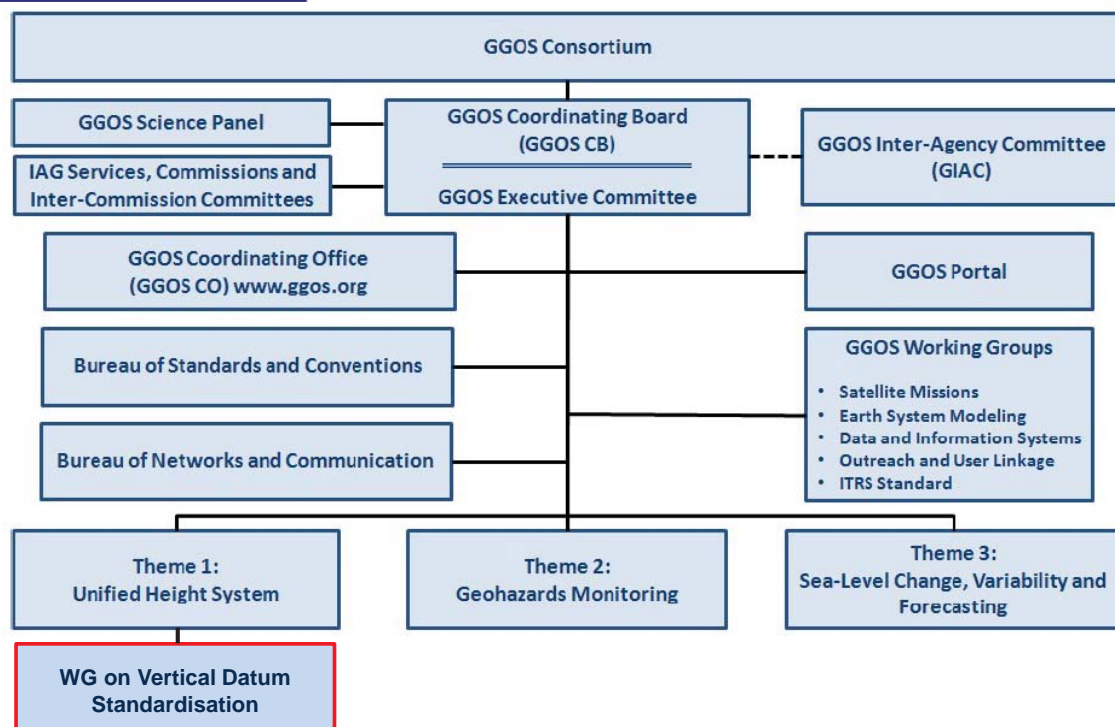 GGOS Consortium
GGOS Science Panel
GGOS Coordinating Board
(GGOS CB)
GGOS Executive Committee
GGOS Inter-Agency Committee
(GIAC)
IAG Services, Commissions and
Inter-Commission Committees
GGOS Coordinating Office
(GGOS CO) www.ggos.org
GGOS Portal
Bureau of Standards and Conventions
GGOS Working Groups
• Satellite Missions
• Earth System Modeling
• Data and Information Systems
• Outreach and User Linkage
• ITRS Standard
Bureau of Networks and Communication
Theme 1:
Unified Height System
Theme 2:
Geohazards Monitoring
Theme 3:
Sea-Level Change, Variability and
Forecasting
WG on Vertical Datum
Standardisation